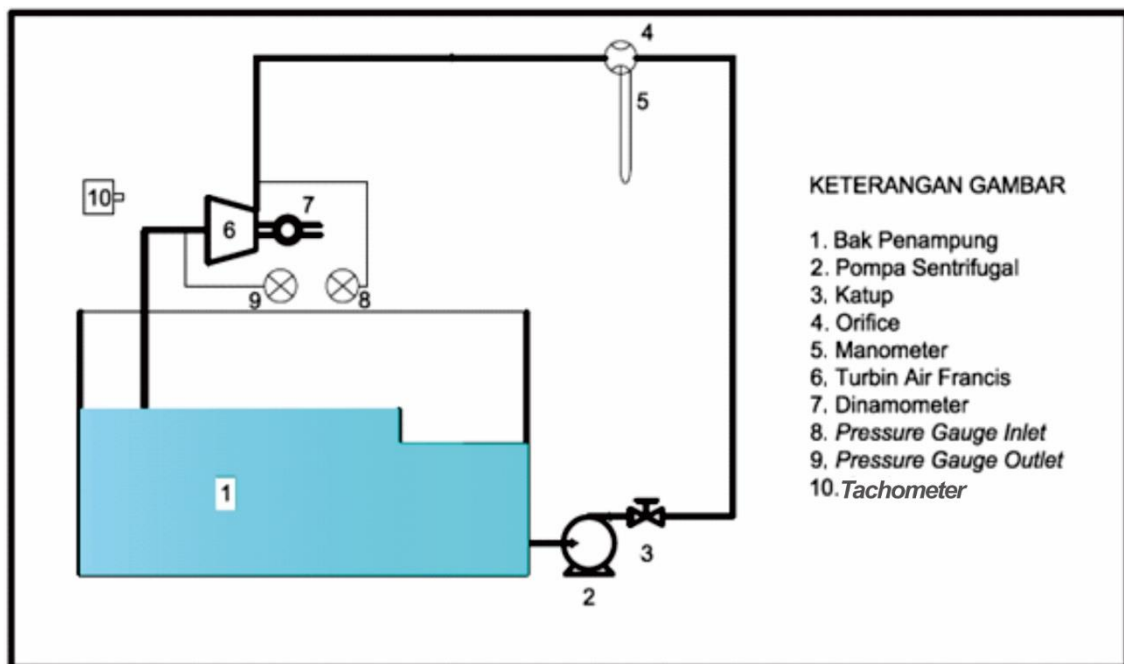 4
5
10
7
6
9
8
1
3
2
KETERANGAN GAMBAR
1. Bak Penampung
2. Pompa Sentrifugal
3. Katup
4. Orifice
5. Manometer
6. Turbin Air Francis
7. Dinamometer
8. Pressure Gauge Inlet
9. Pressure Gauge Outlet
10. Tachometer